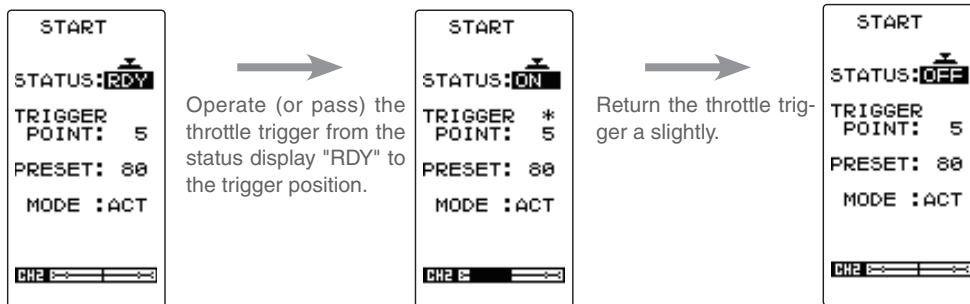 START
STATUS:RDY
TRIGGER
POINT: 5
PRESET: 80
MODE :ACT
CH2
Operate (or pass) the
throttle trigger from the
status display "RDY" to
the trigger position.
START
STATUS:ON
TRIGGER *
POINT: 5
PRESET: 80
MODE :ACT
CH2
Return the throttle trig-
ger a slightly.
START
STATUS:OFF
TRIGGER
POINT: 5
PRESET: 80
MODE :ACT
CH2